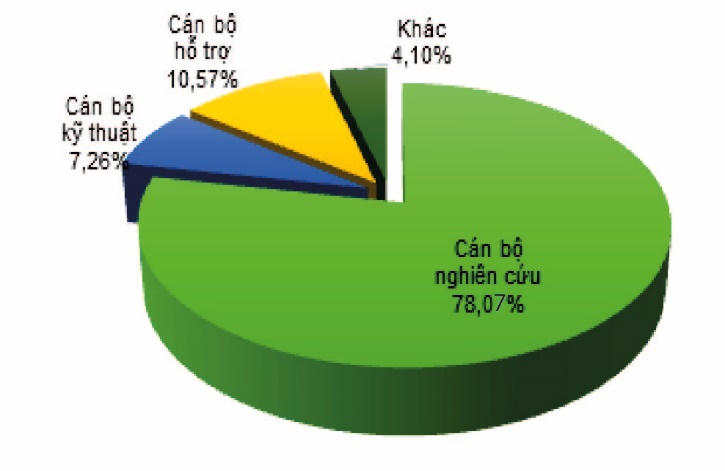 Cán bộ
hỗ trợ
10,57%
Khác
4,10%
Cán bộ
kỹ thuật
7,26%
Cán bộ
nghiên cứu
78,07%